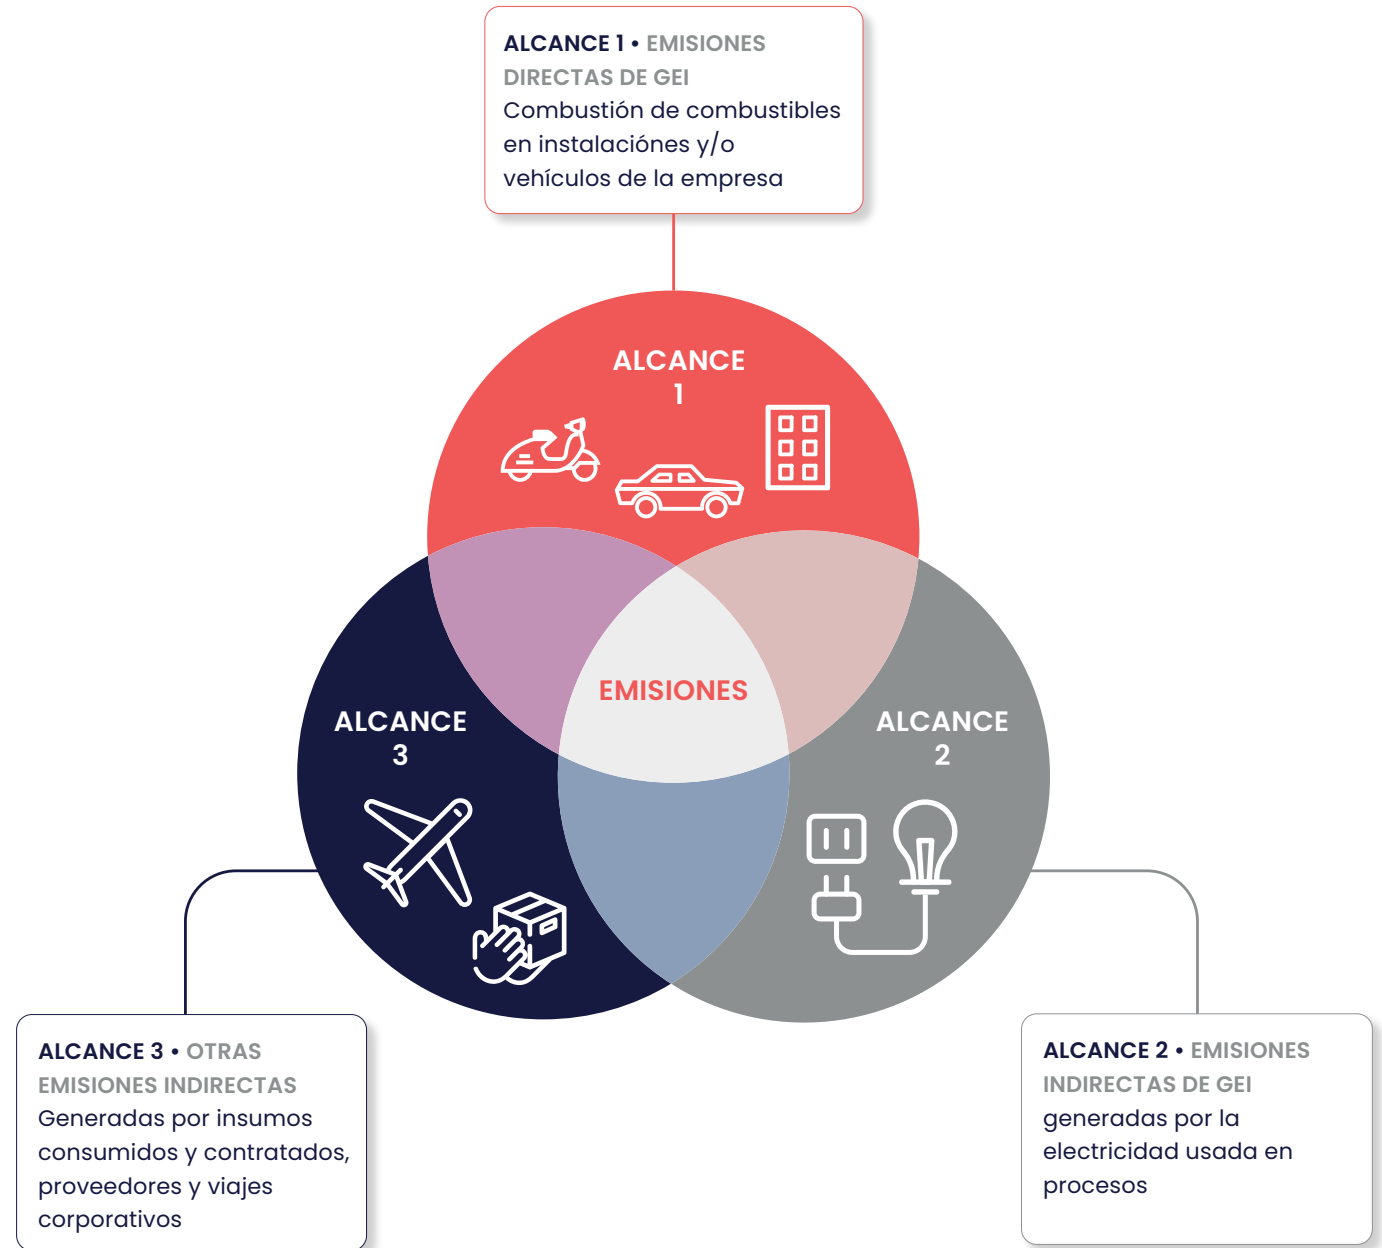 ALCANCE 1 • EMISIONES
DIRECTAS DE GEI
Combustión de combustibles
en instalaciónes y/o
vehículos de la empresa
ALCANCE
1
EMISIONES
ALCANCE
3
ALCANCE
2
ALCANCE 3 • OTRAS
EMISIONES INDIRECTAS
Generadas por insumos
consumidos y contratados,
proveedores y viajes
corporativos
ALCANCE 2 • EMISIONES
INDIRECTAS DE GEI
generadas por la
electricidad usada en
procesos